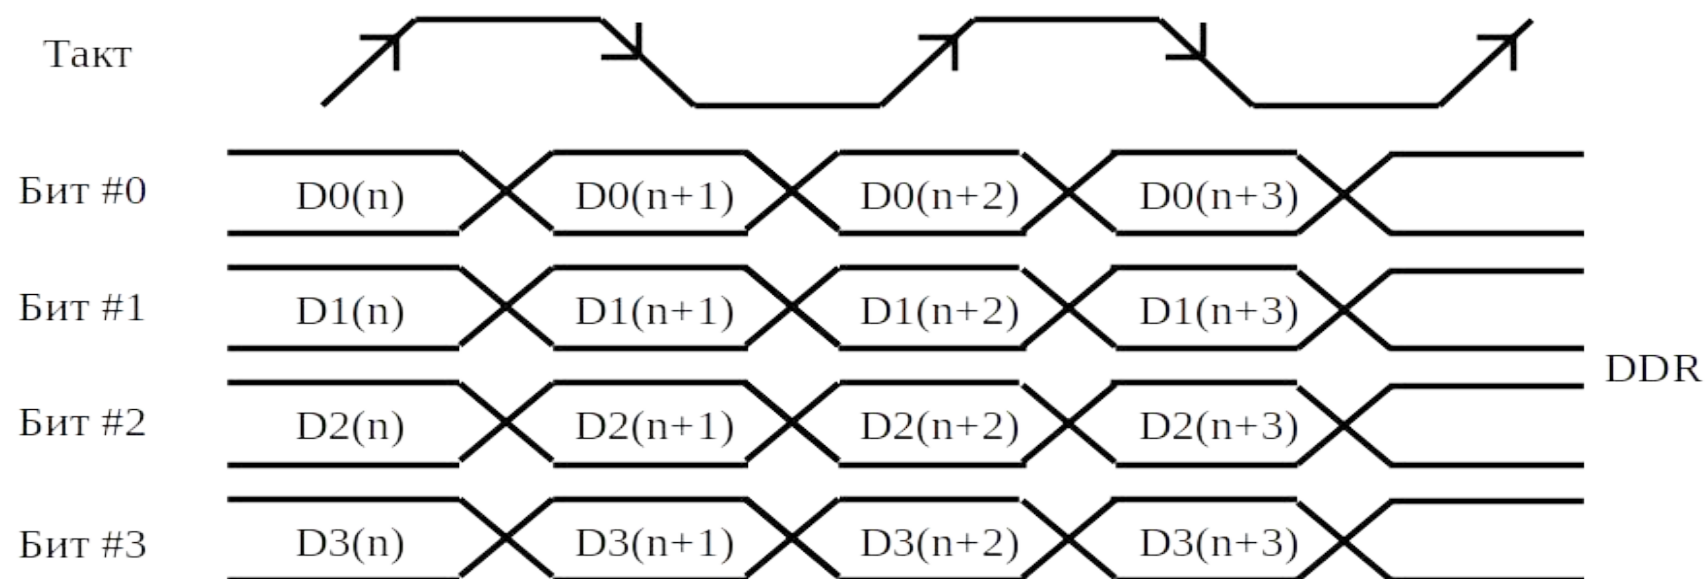 Такт
Бит #0 D0(n) D0(n+1) D0(n+2) D0(n+3)
Бит #1 D1(n) D1(n+1) D1(n+2) D1(n+3)
DDR
Бит #2 D2(n) D2(n+1) D2(n+2) D2(n+3)
Бит #3 D3(n) D3(n+1) D3(n+2) D3(n+3)